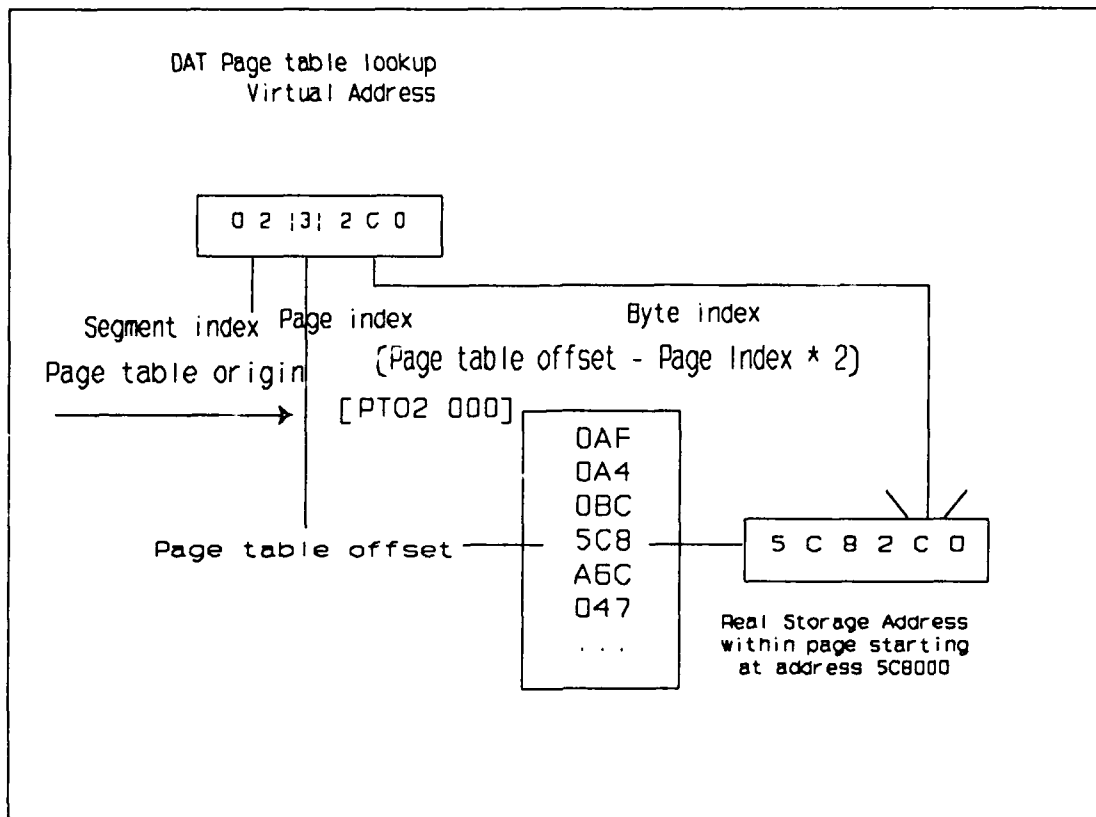 DAT Page table lookup
Virtual Address
0 2 |3| 2 C 0
Segment index Page index Byte index
Page table origin (Page table offset - Page Index * 2)
[PT02 000]
0AF
0A4
0BC
5C8
A6C
047
. . .
Page table offset
5 C 8 2 C 0
Real Storage Address
within page starting
at address 5C8000